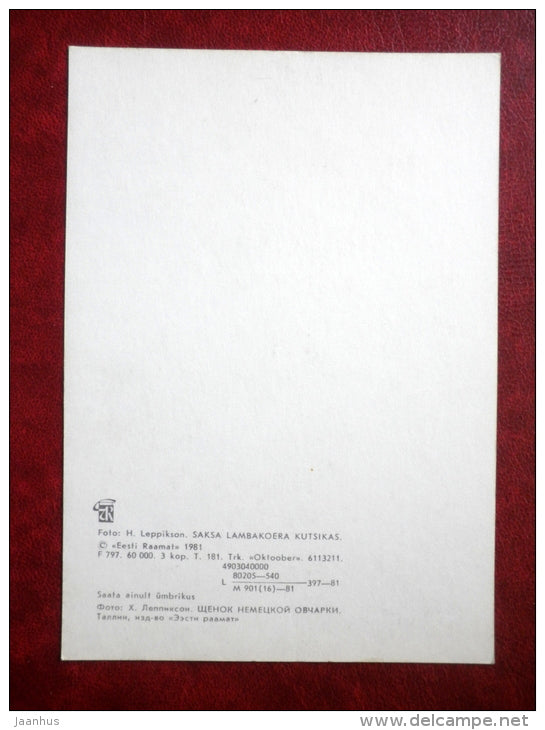 Foto: H. Leppikson. SAKSA LAMBAKOERA KUTSIKAS.
© «Eesti Raamat» 1981
F 797. 60 000. 3 kop. T. 181. Trk. «Oktoober». 6113211.
4903040000
80205—540
L ———— 397—81
M 901(16)—81
Saata ainult ümbrikus
Фото: Х. Леппиксон. ЩЕНОК НЕМЕЦКОЙ ОВЧАРКИ.
Таллин, изд-во «Ээсти раамат»
© jaanhus
www.delcampe.net